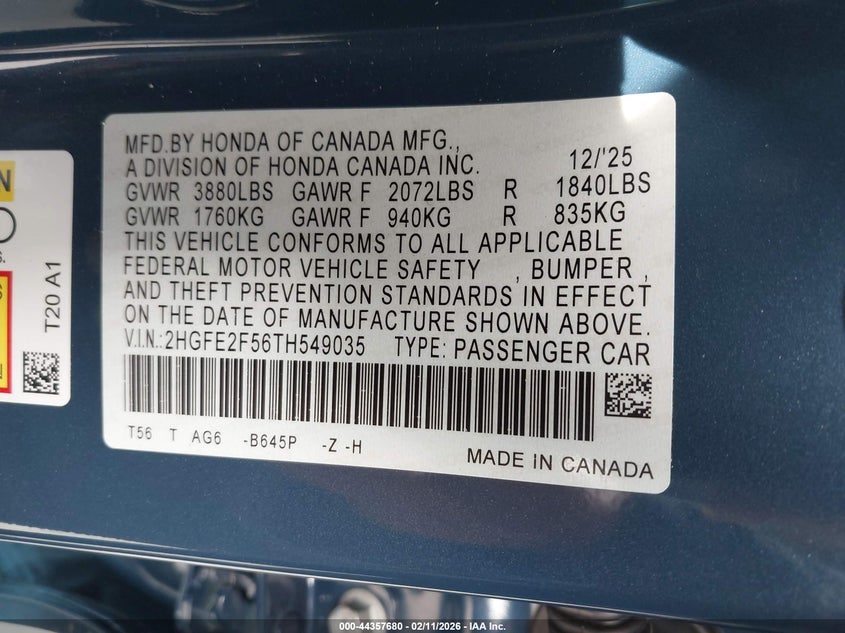 MFD.BY HONDA OF CANADA MFG.,
A DIVISION OF HONDA CANADA INC. 12/'25
GVWR 3880LBS GAWR F 2072LBS R 1840LBS
GVWR 1760KG GAWR F 940KG R 835KG
THIS VEHICLE CONFORMS TO ALL APPLICABLE
FEDERAL MOTOR VEHICLE SAFETY , BUMPER ,
AND THEFT PREVENTION STANDARDS IN EFFECT
ON THE DATE OF MANUFACTURE SHOWN ABOVE.
V.I.N.:2HGFE2F56TH549035 TYPE: PASSENGER CAR
T56 T AG6 -B645P -Z -H
MADE IN CANADA
T20 A1
000-44357680 - 02/11/2026 - IAA Inc.